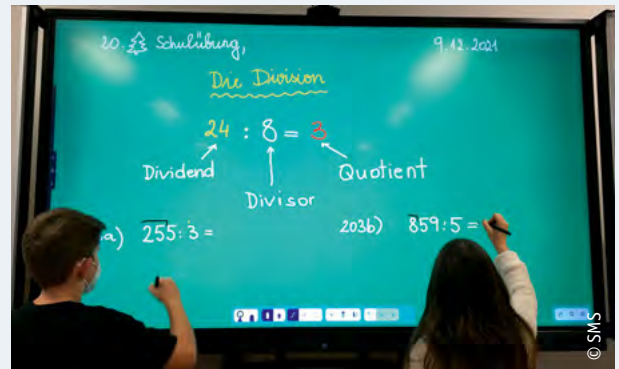 20. Schulübung, 9.12.2021
Die Division
24 : 8 = 3
Dividend
Quotient
Divisor
a) 255:3 =
203b) 859:5 =
© SMS